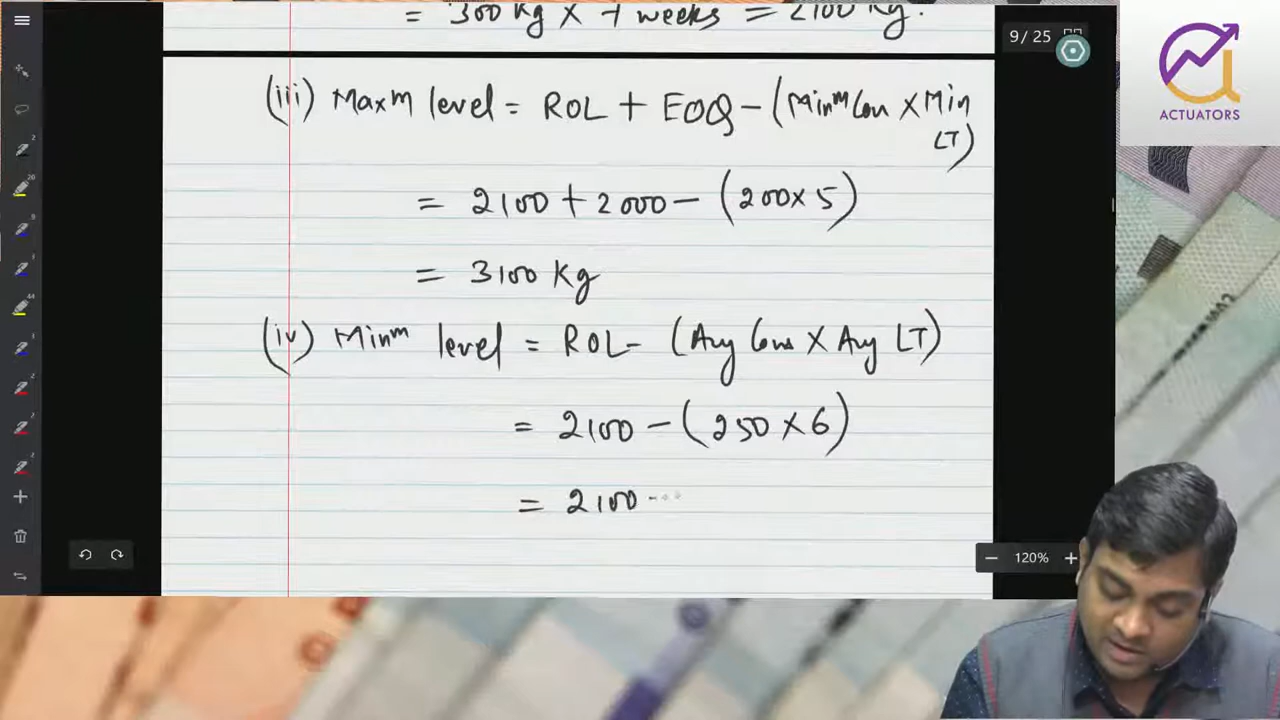 = 300 Kg X 7 weeks = 2100 Kg.
9 / 25
ACTUATORS
(iii) Maxm level = ROL + EOQ - (Minm Con X Min LT)
= 2100 + 2000 - (200 x 5)
= 3100 Kg
(iv) Minm level = ROL - (Avg Cons X Avg LT)
= 2100 - (250 X 6)
= 2100 -
120%